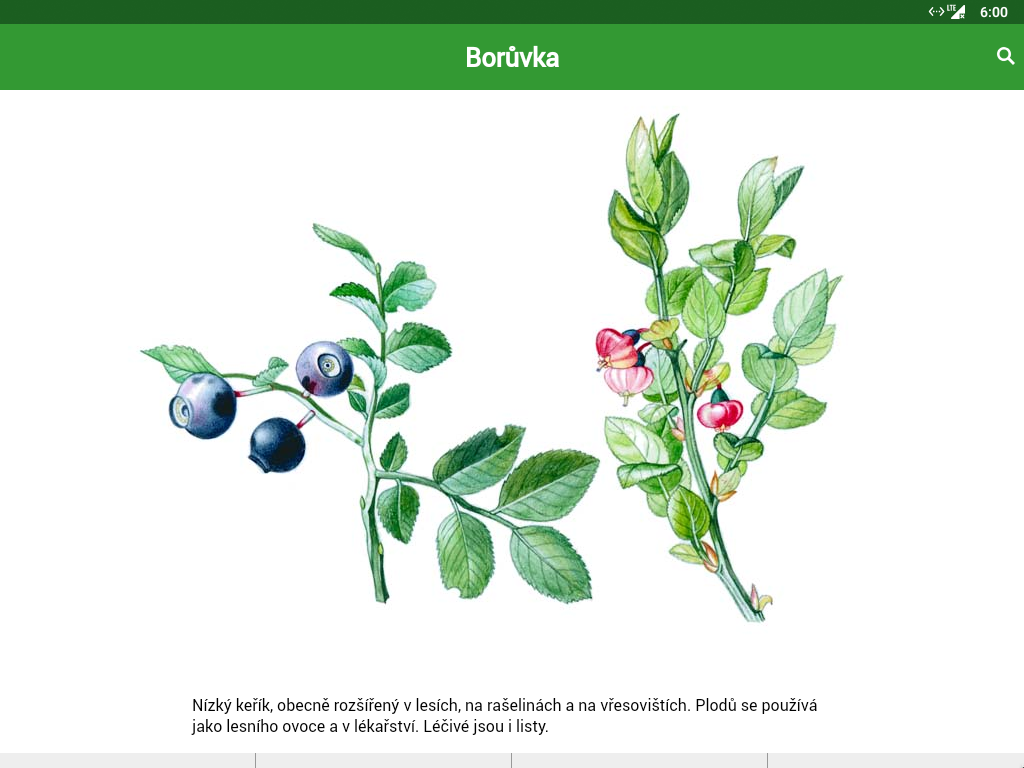 LTE 6:00
Borůvka
Nízký keřík, obecně rozšířený v lesích, na rašelinách a na vřesovištích. Plodů se používá
jako lesního ovoce a v lékařství. Léčivé jsou i listy.